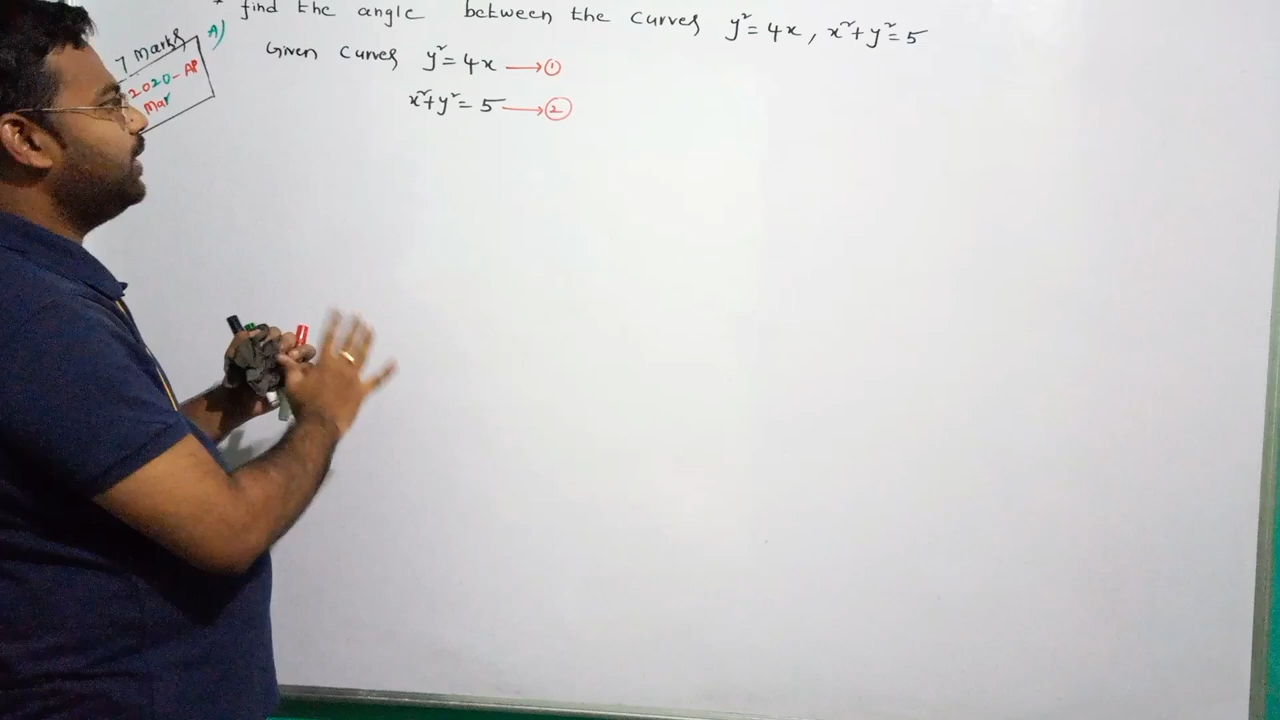 * find the angle between the curves y²= 4x, x²+y²= 5
7 marks
2020-AP
Mar
A)
Given curves y²= 4x ⟶①
x²+y²= 5 ⟶②